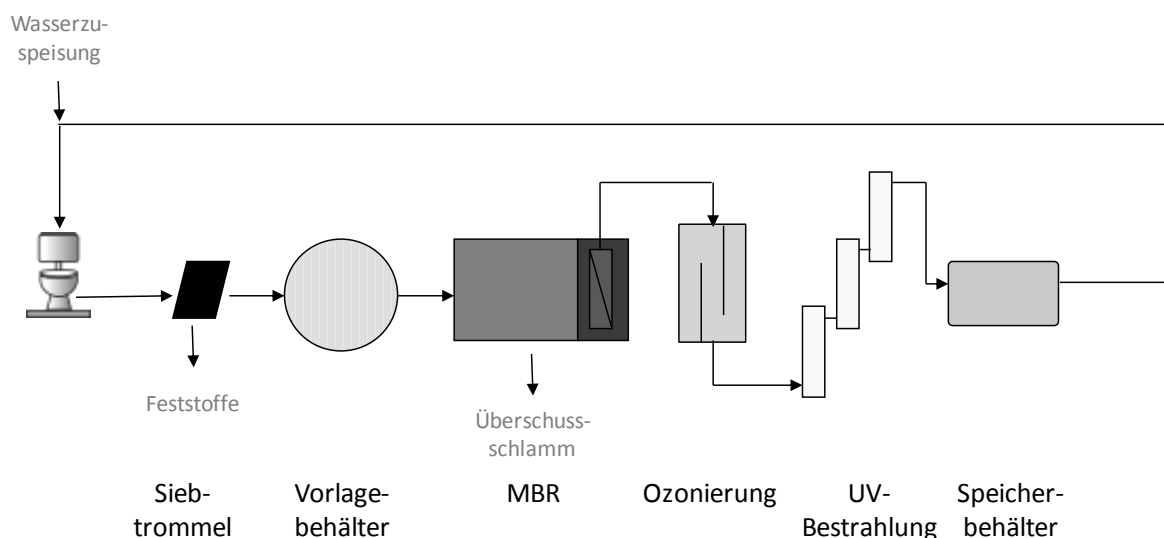 Wasserzu-
speisung
Feststoffe
Überschuss-
schlamm
Sieb-
trommel
Vorlage-
behälter
MBR
Ozonierung
UV-
Bestrahlung
Speicher-
behälter